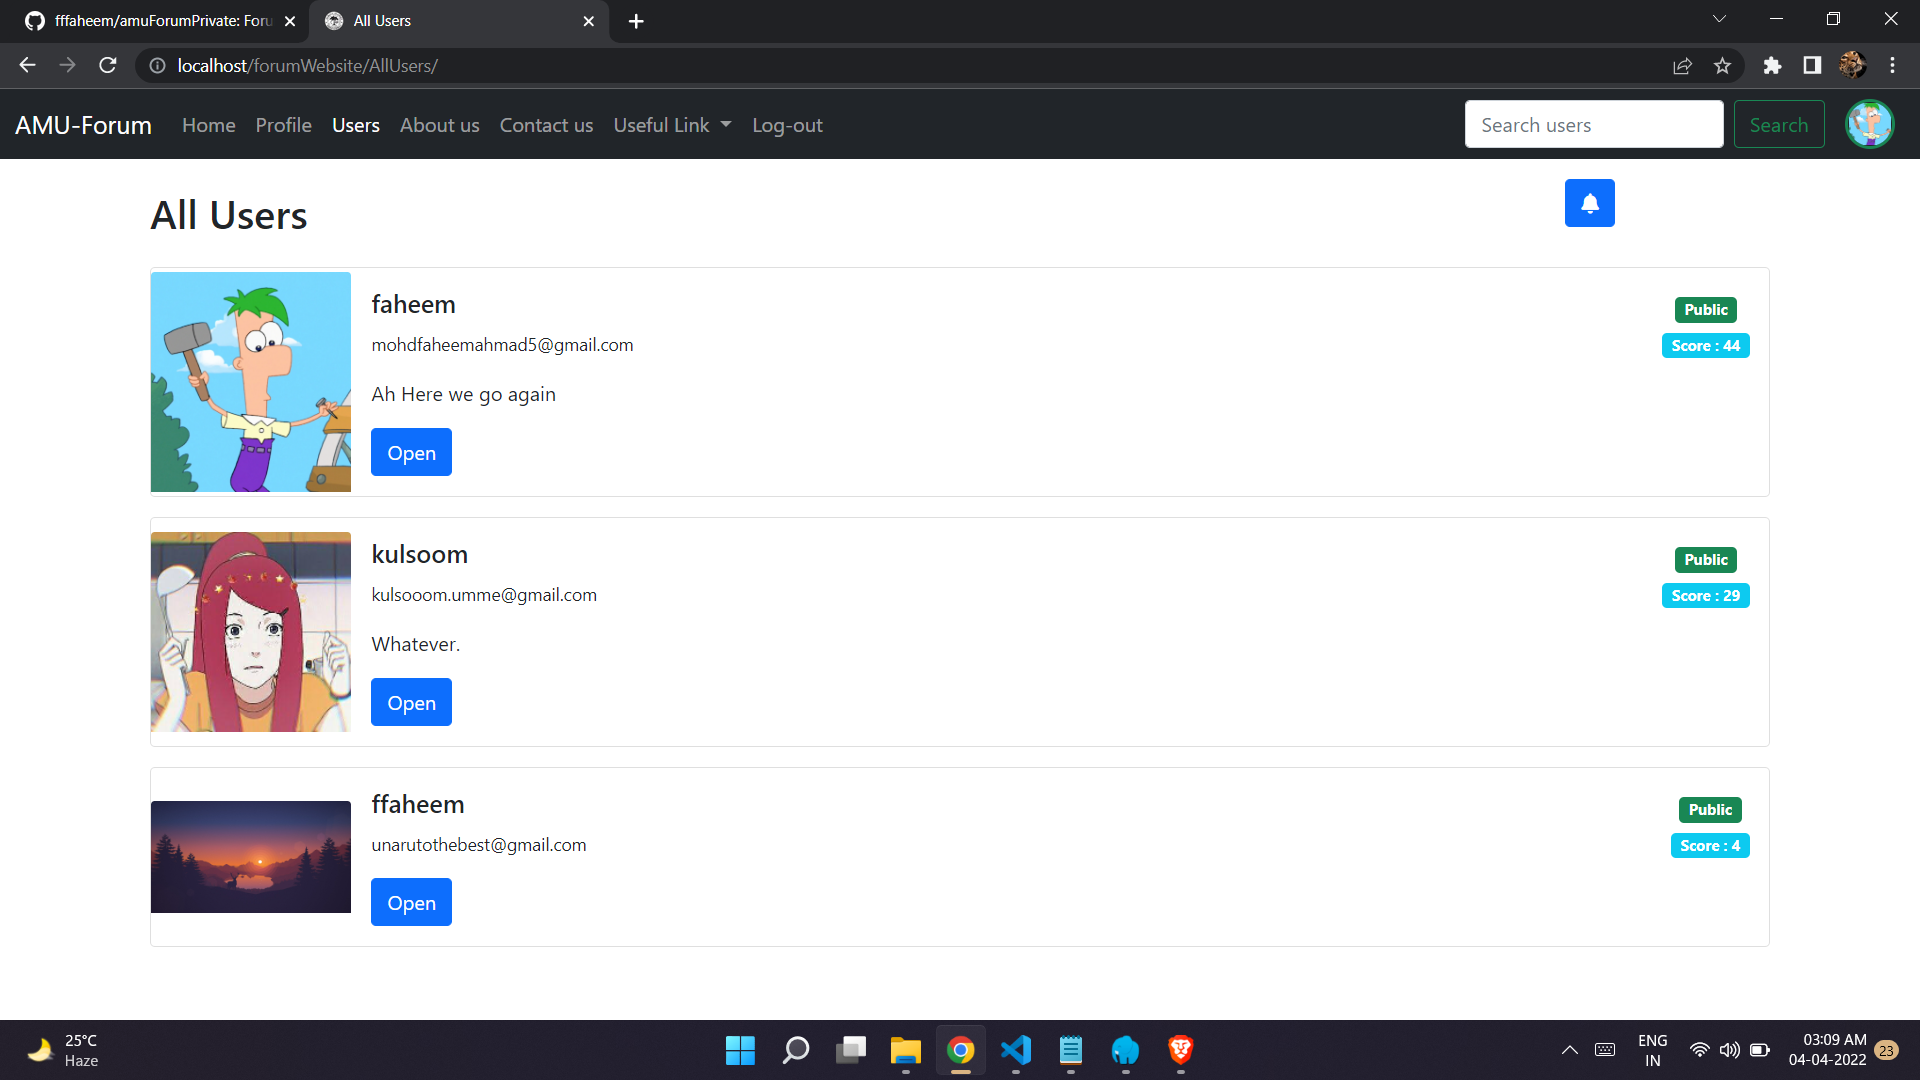 fffaheem/amuForumPrivate: Foru
All Users
localhost/forumWebsite/AllUsers/
AMU-Forum Home Profile Users About us Contact us Useful Link Log-out Search users Search
All Users
faheem
Public
mohdfaheemahmad5@gmail.com
Score : 44
Ah Here we go again
Open
kulsoom
Public
kulsooom.umme@gmail.com
Score : 29
Whatever.
Open
ffaheem
Public
unarutothebest@gmail.com
Score : 4
Open
25°C
Haze
ENG
IN
03:09 AM
04-04-2022
23